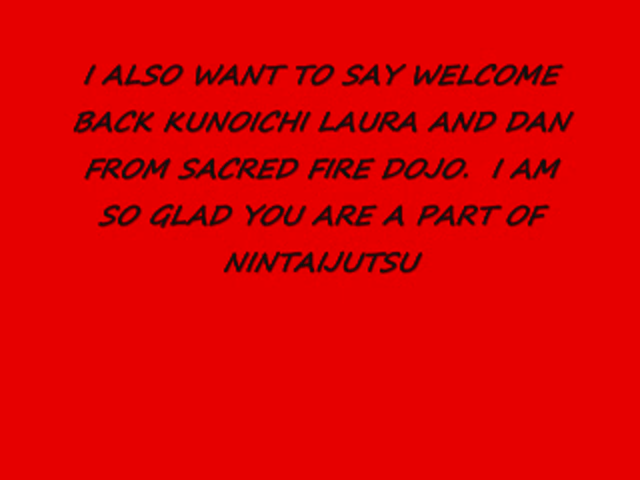 I ALSO WANT TO SAY WELCOME
BACK KUNOICHI LAURA AND DAN
FROM SACRED FIRE DOJO.  I AM
SO GLAD YOU ARE A PART OF
NINTAIJUTSU